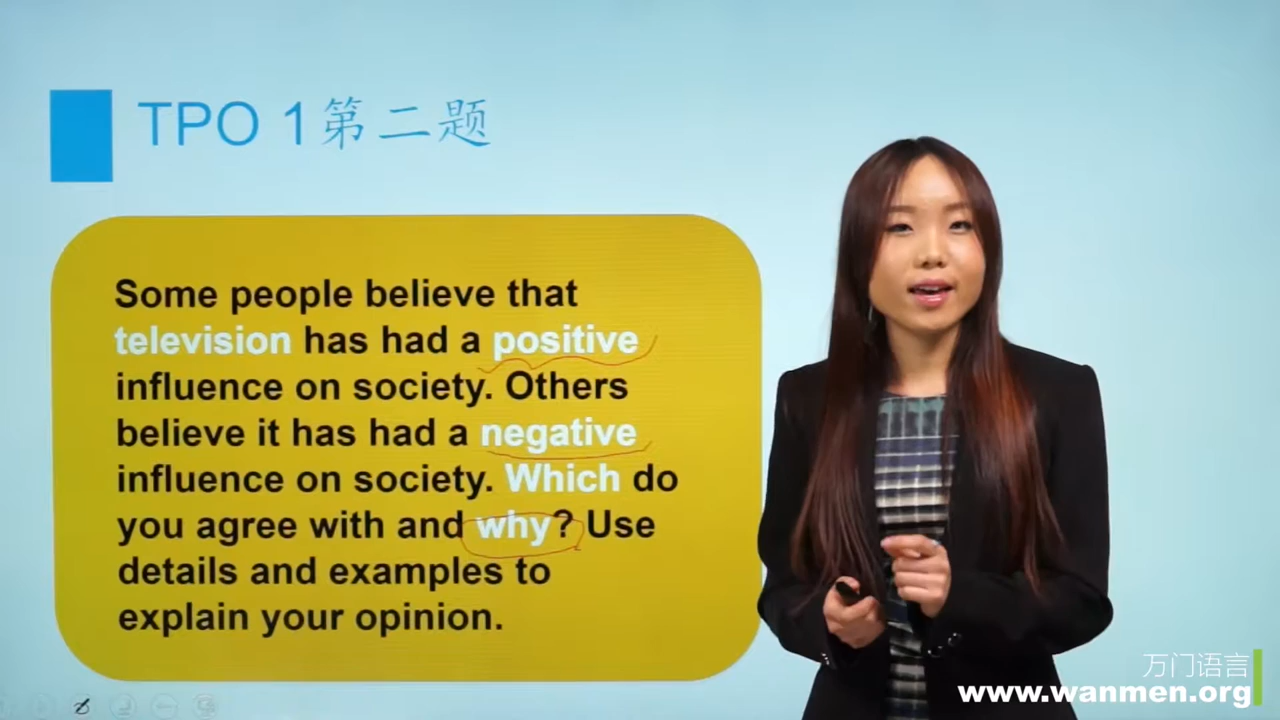 TPO 1第二题
Some people believe that
television has had a positive
influence on society. Others
believe it has had a negative
influence on society. Which do
you agree with and why? Use
details and examples to
explain your opinion.
万门语言
www.wanmen.org